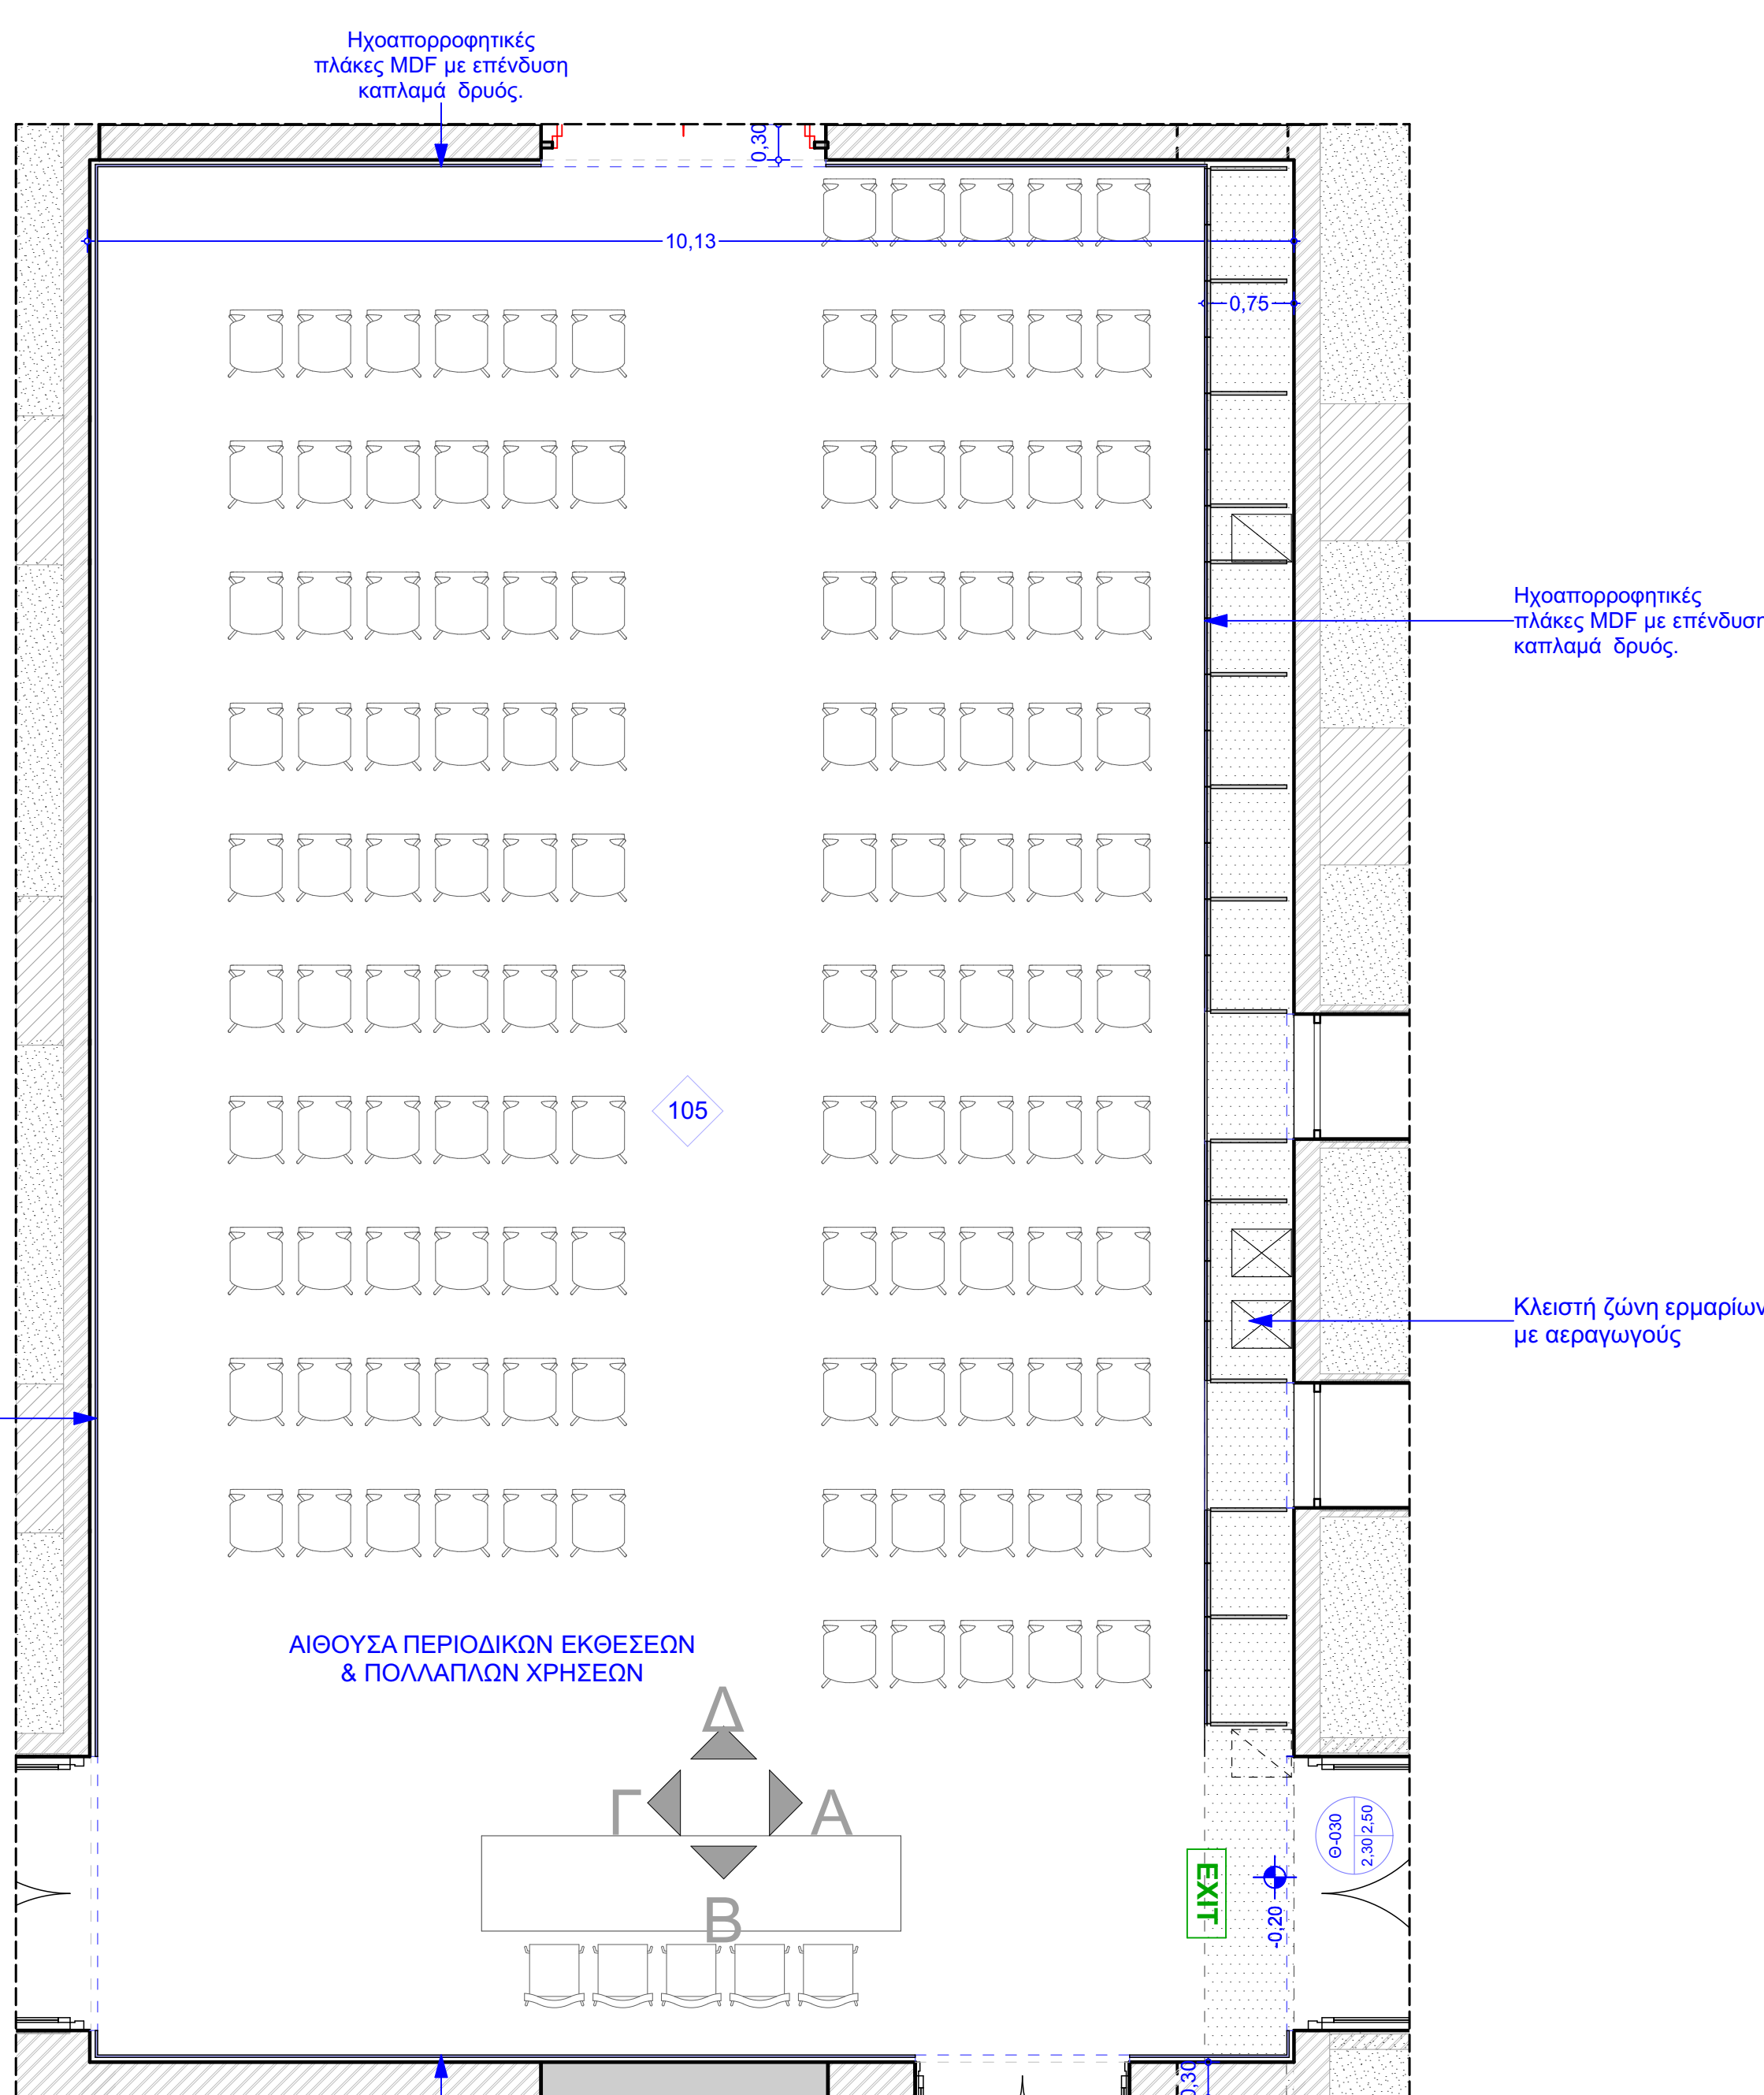 Ηχοαπορροφητικές
πλάκες MDF με επένδυση
καπλαμά δρυός.
0,30
10,13
0,75
Ηχοαπορροφητικές
πλάκες MDF με επένδυση
καπλαμά δρυός.
105
Κλειστή ζώνη ερμαρίων
με αεραγωγούς
ΑΙΘΟΥΣΑ ΠΕΡΙΟΔΙΚΩΝ ΕΚΘΕΣΕΩΝ
& ΠΟΛΛΑΠΛΩΝ ΧΡΗΣΕΩΝ
Δ
Γ
Α
Β
Θ-030
2,30 2,50
EXIT
-0,20
0,30